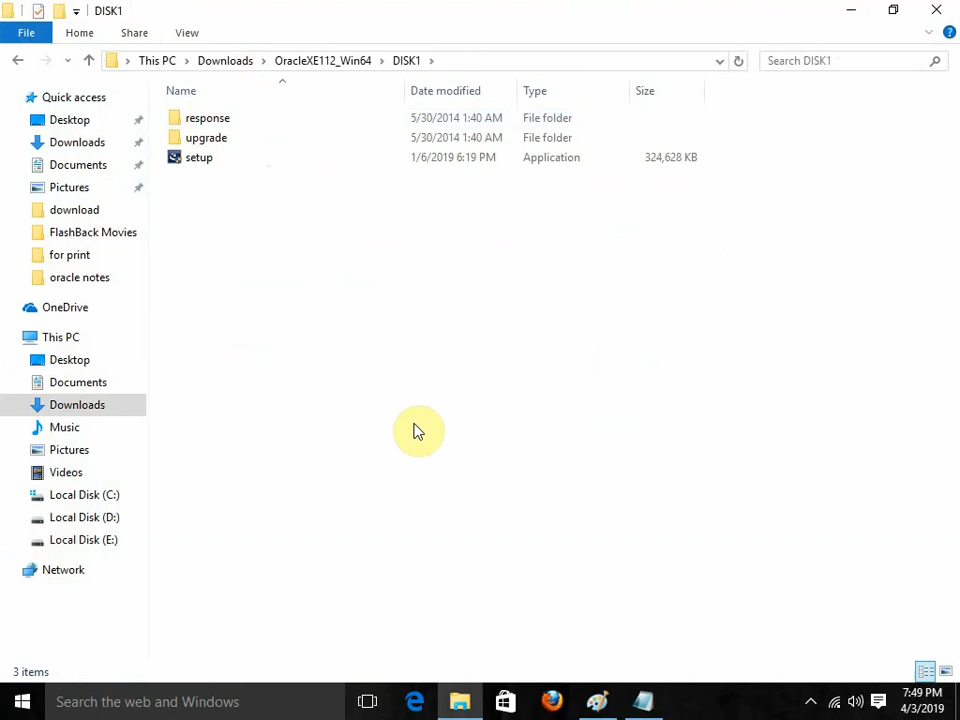 DISK1
File Home Share View
This PC Downloads OracleXE112_Win64 DISK1 Search DISK1
Name Date modified Type Size
response 5/30/2014 1:40 AM File folder
upgrade 5/30/2014 1:40 AM File folder
setup 1/6/2019 6:19 PM Application 324,628 KB
Quick access
Desktop
Downloads
Documents
Pictures
download
FlashBack Movies
for print
oracle notes
OneDrive
This PC
Desktop
Documents
Downloads
Music
Pictures
Videos
Local Disk (C:)
Local Disk (D:)
Local Disk (E:)
Network
3 items
Search the web and Windows
7:49 PM
4/3/2019